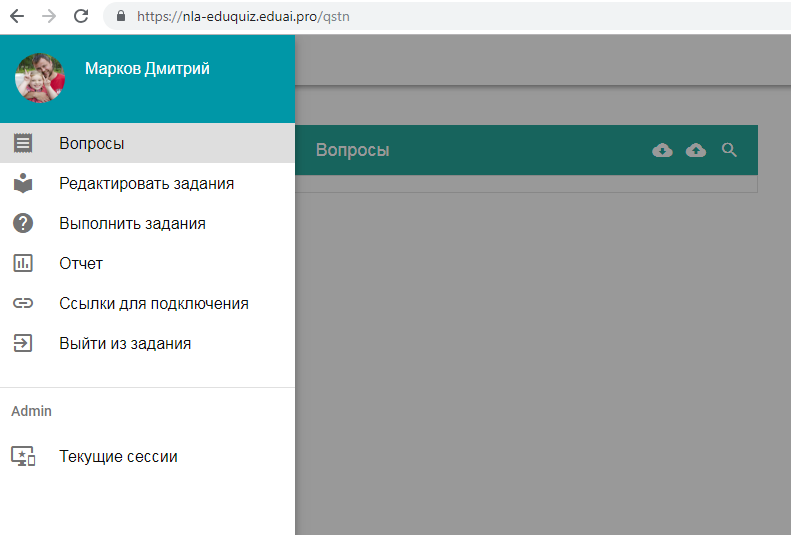 https://nla-eduquiz.eduai.pro/qstn
Марков Дмитрий
Вопросы
Вопросы
Редактировать задания
Выполнить задания
Отчет
Ссылки для подключения
Выйти из задания
Admin
Текущие сессии